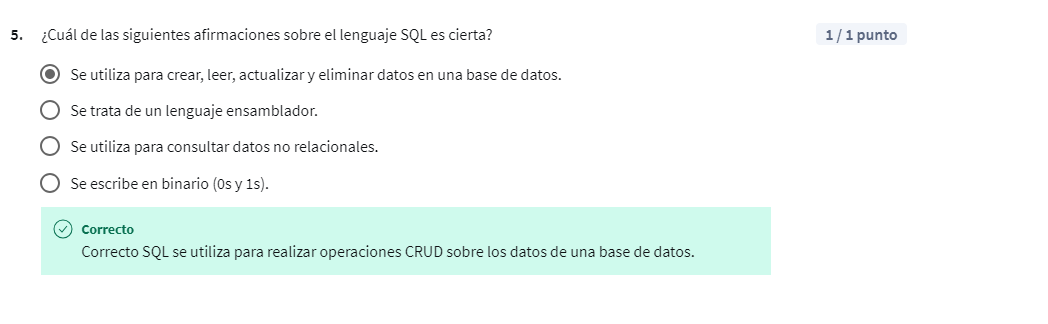 5. ¿Cuál de las siguientes afirmaciones sobre el lenguaje SQL es cierta?
1 / 1 punto
Se utiliza para crear, leer, actualizar y eliminar datos en una base de datos.
Se trata de un lenguaje ensamblador.
Se utiliza para consultar datos no relacionales.
Se escribe en binario (0s y 1s).
Correcto
Correcto SQL se utiliza para realizar operaciones CRUD sobre los datos de una base de datos.